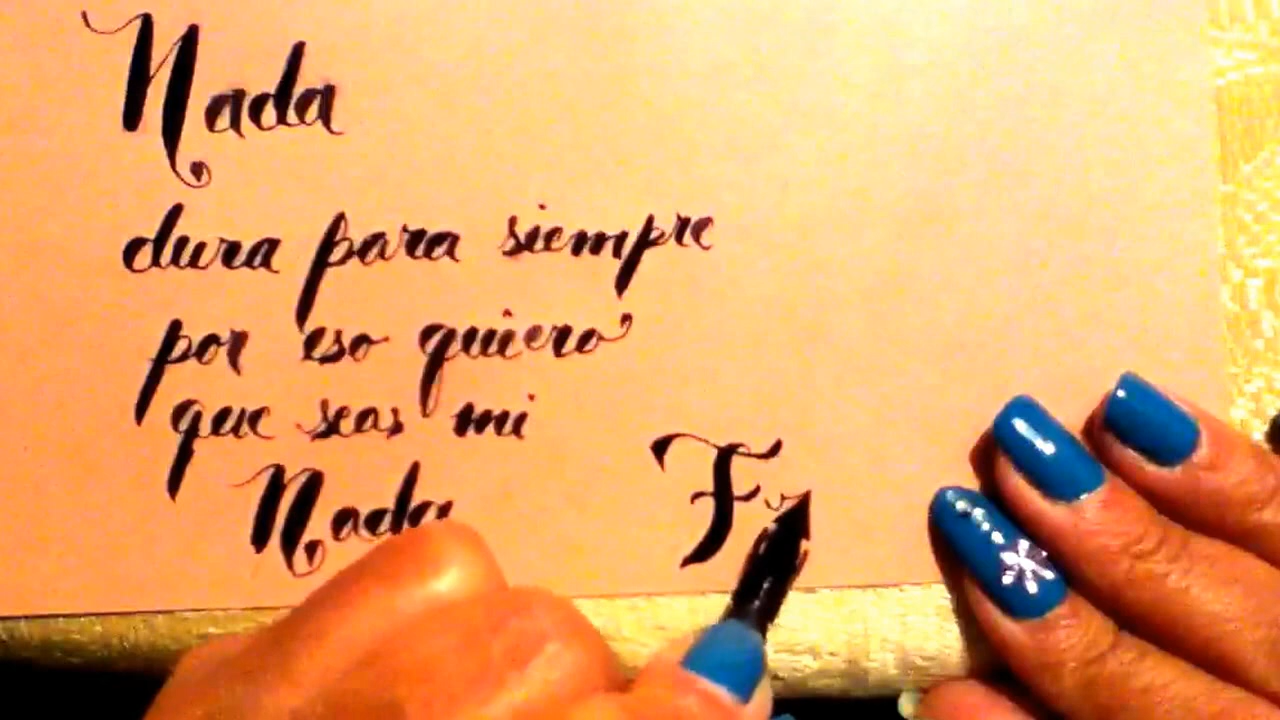 Nada
dura para siempre
por eso quiero
que seas mi
Nada